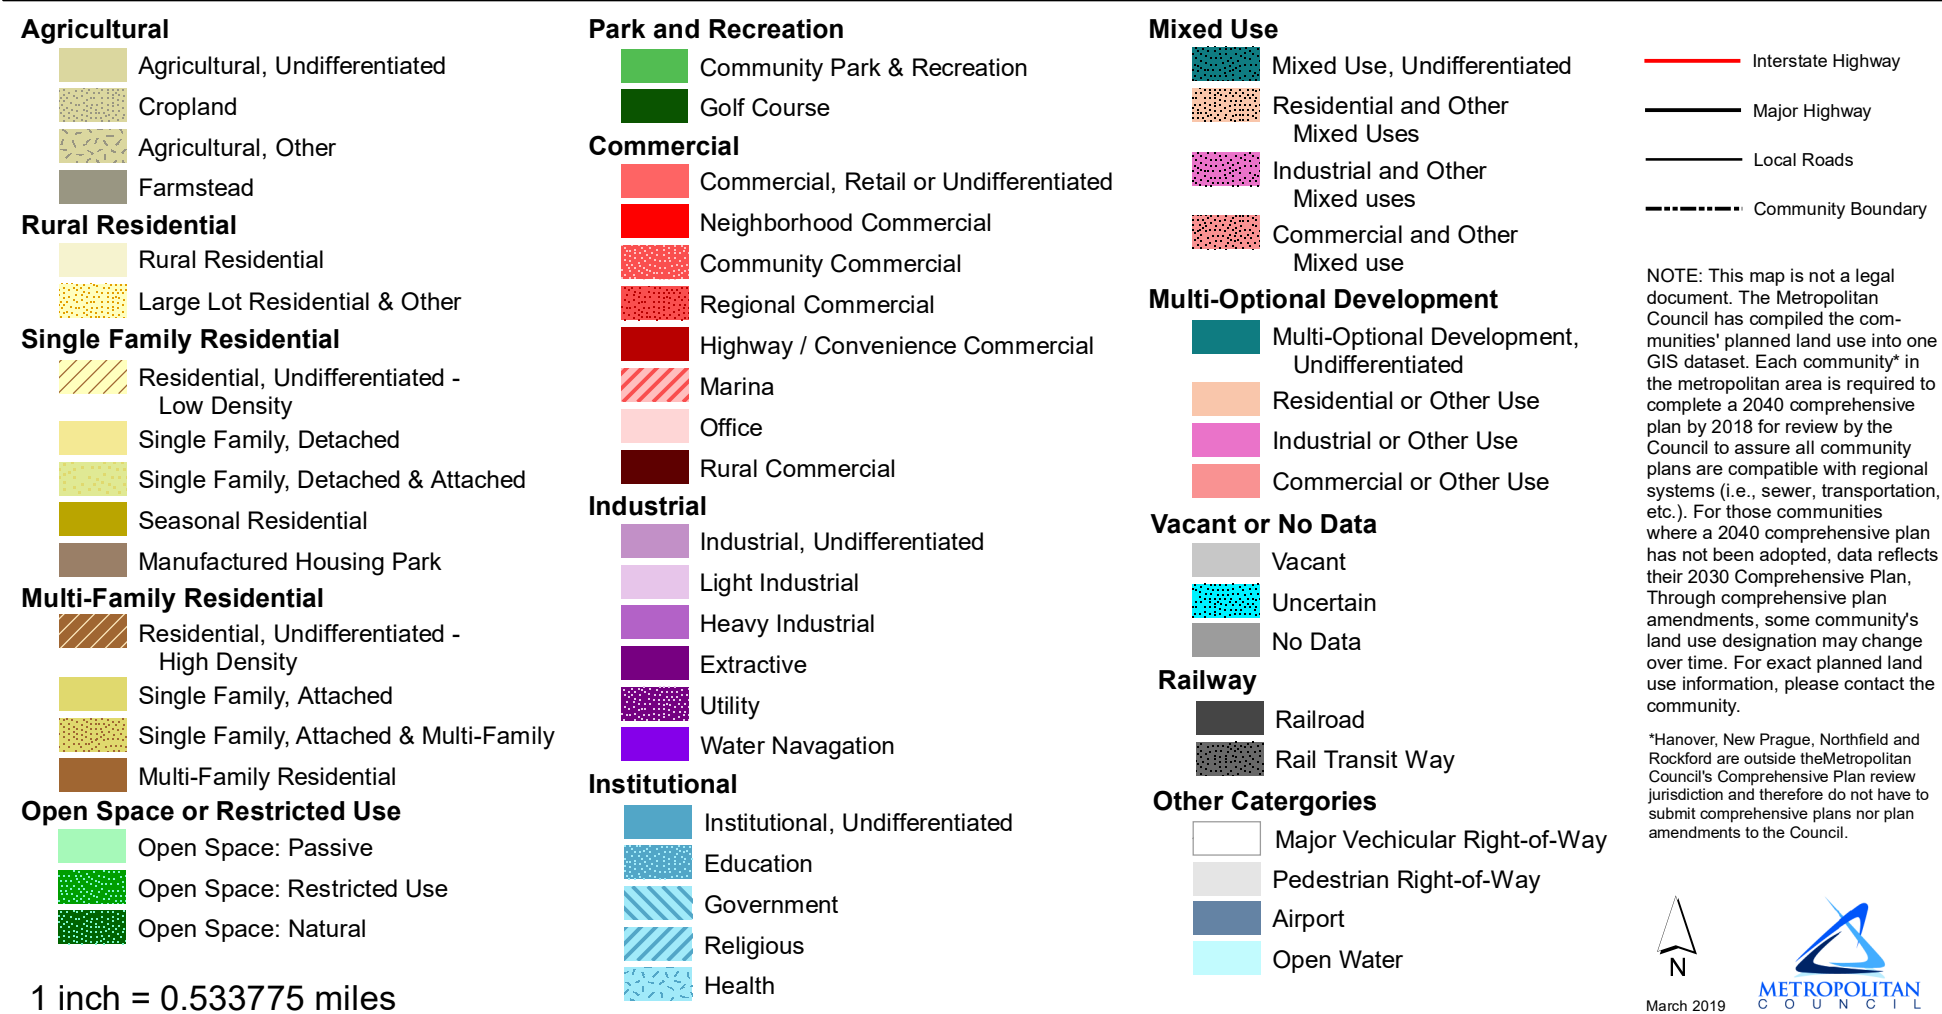 Agricultural
Agricultural, Undifferentiated
Cropland
Agricultural, Other
Farmstead
Rural Residential
Rural Residential
Large Lot Residential & Other
Single Family Residential
Residential, Undifferentiated -
Low Density
Single Family, Detached
Single Family, Detached & Attached
Seasonal Residential
Manufactured Housing Park
Multi-Family Residential
Residential, Undifferentiated -
High Density
Single Family, Attached
Single Family, Attached & Multi-Family
Multi-Family Residential
Open Space or Restricted Use
Open Space: Passive
Open Space: Restricted Use
Open Space: Natural
1 inch = 0.533775 miles
Park and Recreation
Community Park & Recreation
Golf Course
Commercial
Commercial, Retail or Undifferentiated
Neighborhood Commercial
Community Commercial
Regional Commercial
Highway / Convenience Commercial
Marina
Office
Rural Commercial
Industrial
Industrial, Undifferentiated
Light Industrial
Heavy Industrial
Extractive
Utility
Water Navagation
Institutional
Institutional, Undifferentiated
Education
Government
Religious
Health
Mixed Use
Mixed Use, Undifferentiated
Residential and Other
Mixed Uses
Industrial and Other
Mixed uses
Commercial and Other
Mixed use
Multi-Optional Development
Multi-Optional Development,
Undifferentiated
Residential or Other Use
Industrial or Other Use
Commercial or Other Use
Vacant or No Data
Vacant
Uncertain
No Data
Railway
Railroad
Rail Transit Way
Other Catergories
Major Vechicular Right-of-Way
Pedestrian Right-of-Way
Airport
Open Water
Interstate Highway
Major Highway
Local Roads
Community Boundary
NOTE: This map is not a legal
document. The Metropolitan
Council has compiled the com-
munities' planned land use into one
GIS dataset. Each community* in
the metropolitan area is required to
complete a 2040 comprehensive
plan by 2018 for review by the
Council to assure all community
plans are compatible with regional
systems (i.e., sewer, transportation,
etc.). For those communities
where a 2040 comprehensive plan
has not been adopted, data reflects
their 2030 Comprehensive Plan,
Through comprehensive plan
amendments, some community's
land use designation may change
over time. For exact planned land
use information, please contact the
community.
*Hanover, New Prague, Northfield and
Rockford are outside theMetropolitan
Council's Comprehensive Plan review
jurisdiction and therefore do not have to
submit comprehensive plans nor plan
amendments to the Council.
N
March 2019
METROPOLITAN
COUNCIL